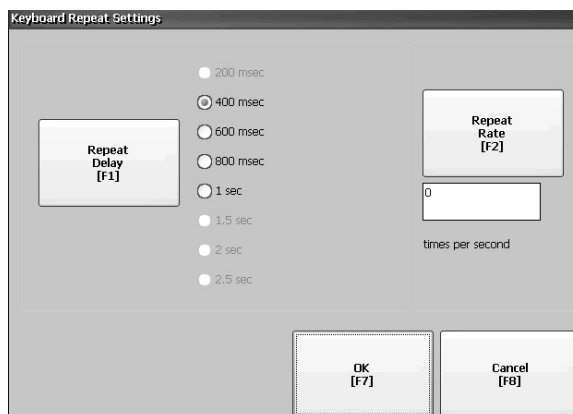 Keyboard Repeat Settings
Repeat
Delay
[F1]
200 msec
400 msec
600 msec
800 msec
1 sec
1.5 sec
2 sec
2.5 sec
Repeat
Rate
[F2]
0
times per second
OK
[F7]
Cancel
[F8]